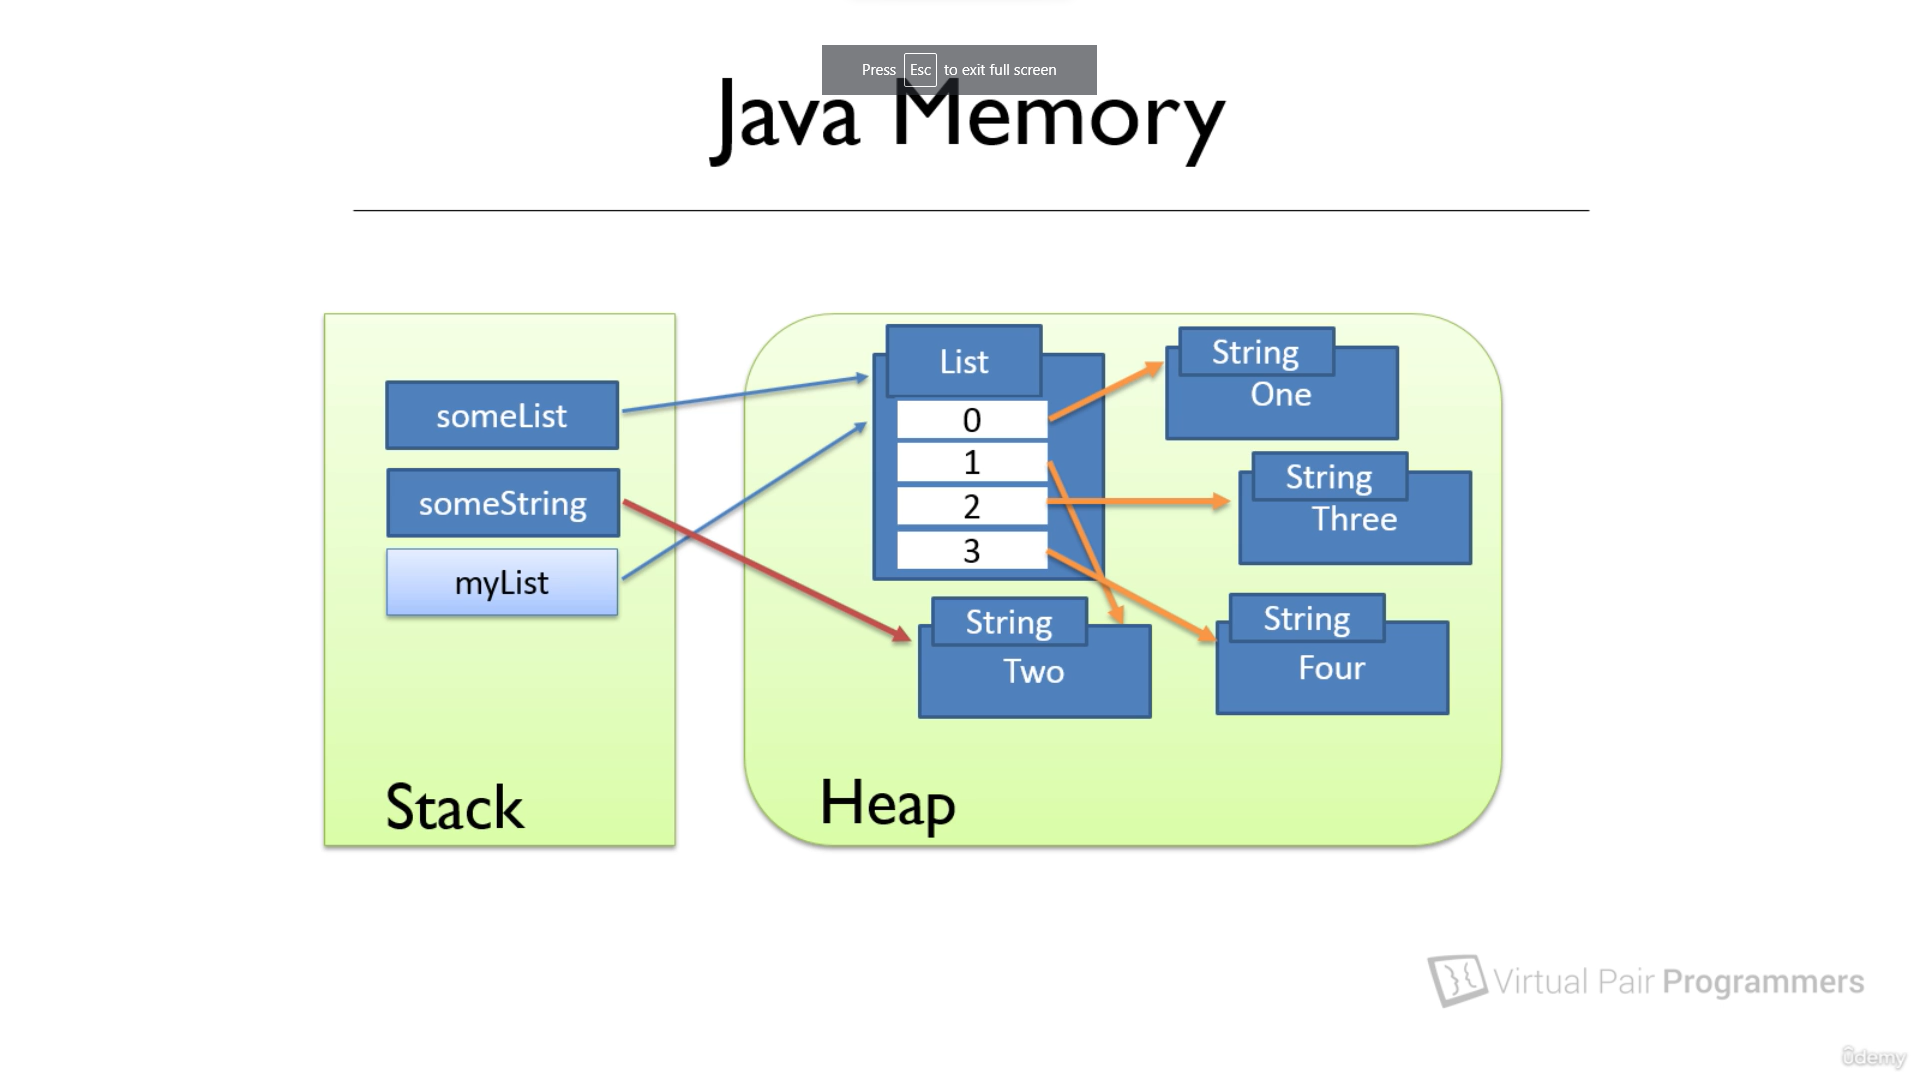 Press Esc to exit full screen
Java Memory
someList
someString
myList
Stack
List
0
1
2
3
String
One
String
Three
String
Two
String
Four
Heap
Virtual Pair Programmers
ûdemy